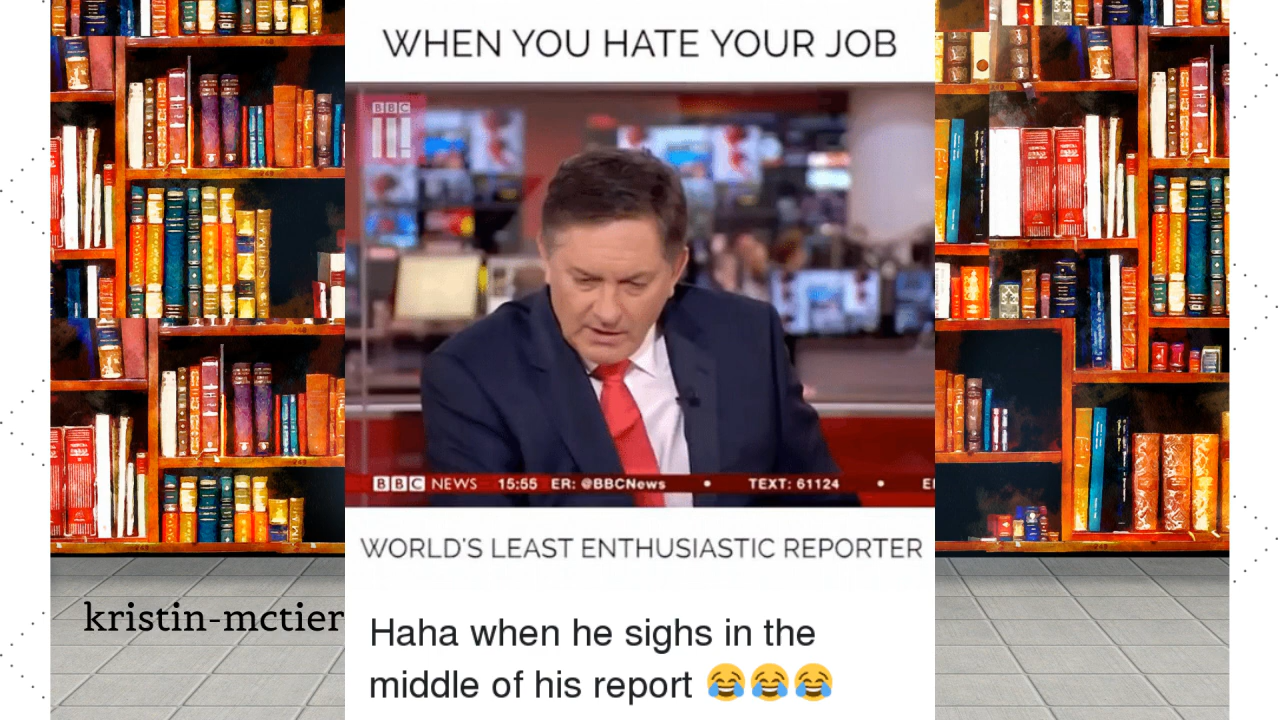 WHEN YOU HATE YOUR JOB
BBC
BBC NEWS 15:55 ER: @BBCNews • TEXT: 61124 •
WORLD'S LEAST ENTHUSIASTIC REPORTER
kristin-mctier
Haha when he sighs in the
middle of his report 😂😂😂